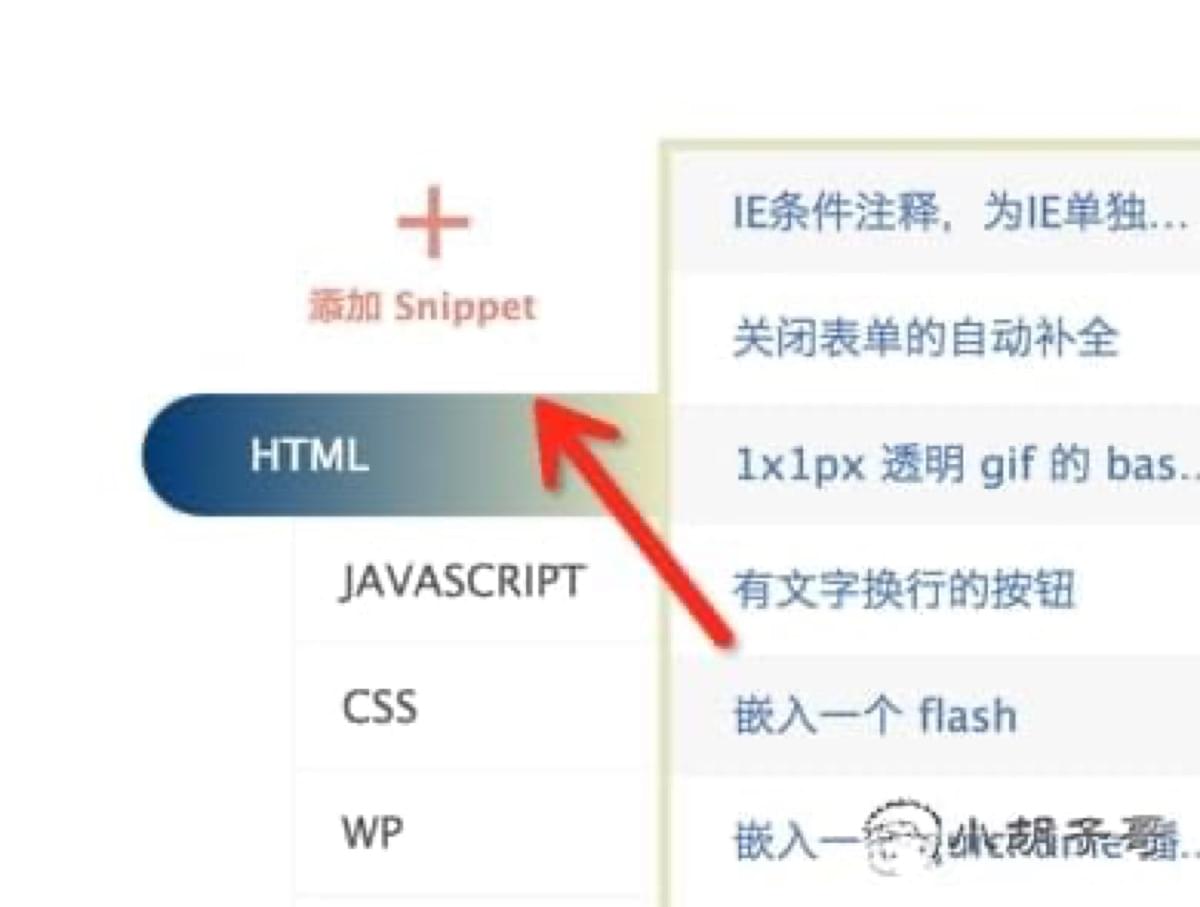 添加 Snippet
HTML
JAVASCRIPT
CSS
WP
IE条件注释，为IE单独...
关闭表单的自动补全
1x1px 透明 gif 的 bas...
有文字换行的按钮
嵌入一个 flash
嵌入一
小胡子哥